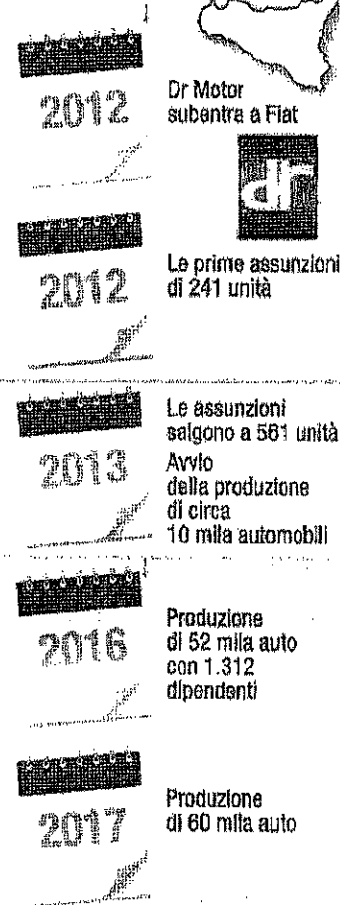 2012
Dr Motor
subentra a Fiat
dr
2012
Le prime assunzioni
di 241 unità
2013
Le assunzioni
salgono a 561 unità
Avvio
della produzione
di circa
10 mila automobili
2016
Produzione
di 52 mila auto
con 1.312
dipendenti
2017
Produzione
di 60 mila auto